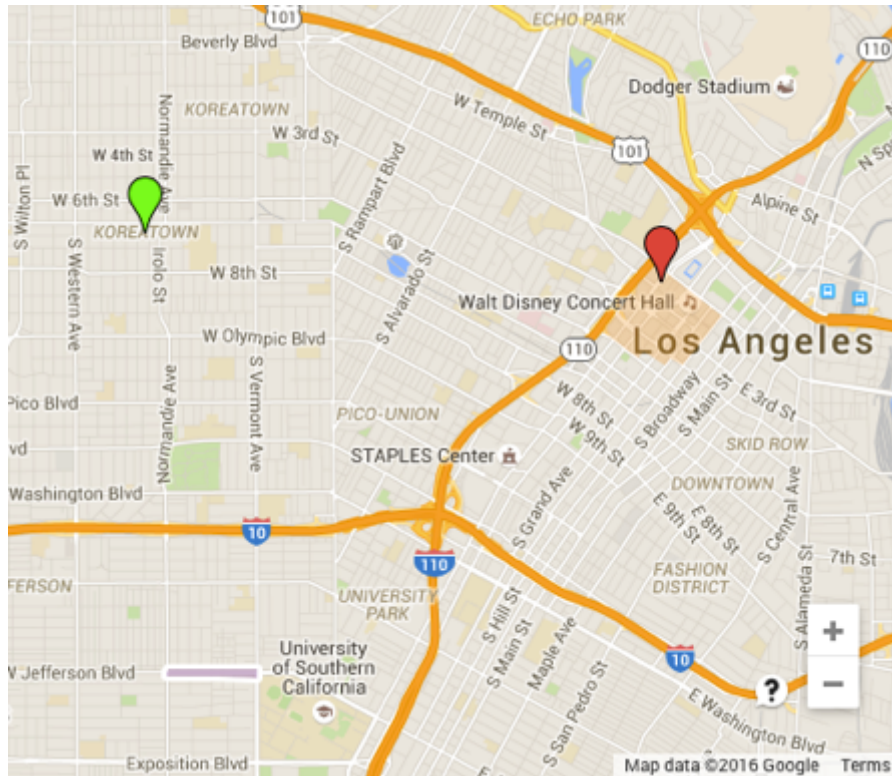 101
ECHO PARK
Beverly Blvd
110
Dodger Stadium
Normandie Ave
KOREATOWN
W Temple St
W 3rd St
101
W 4th St
S Rampart Blvd
S Wilton Pl
W 6th St
Alpine St
KOREATOWN
S Western Ave
Irolo St
W 8th St
S Alvarado St
Walt Disney Concert Hall
W Olympic Blvd
110
Los Angeles
Normandie Ave
S Vermont Ave
W 8th St
S Broadway
S Main St
E 3rd St
Pico Blvd
PICO-UNION
W 9th St
SKID ROW
vd
STAPLES Center
S Grand Ave
DOWNTOWN
S Central Ave
Washington Blvd
E 9th St
E 8th St
10
7th St
110
FASHION
DISTRICT
S Alameda St
FERSON
UNIVERSITY
PARK
S Hill St
S Main St
Maple Ave
+
University
of Southern
California
W Jefferson Blvd
10
−
?
S San Pedro St
E Washington Blvd
Exposition Blvd
Map data ©2016 Google
Terms